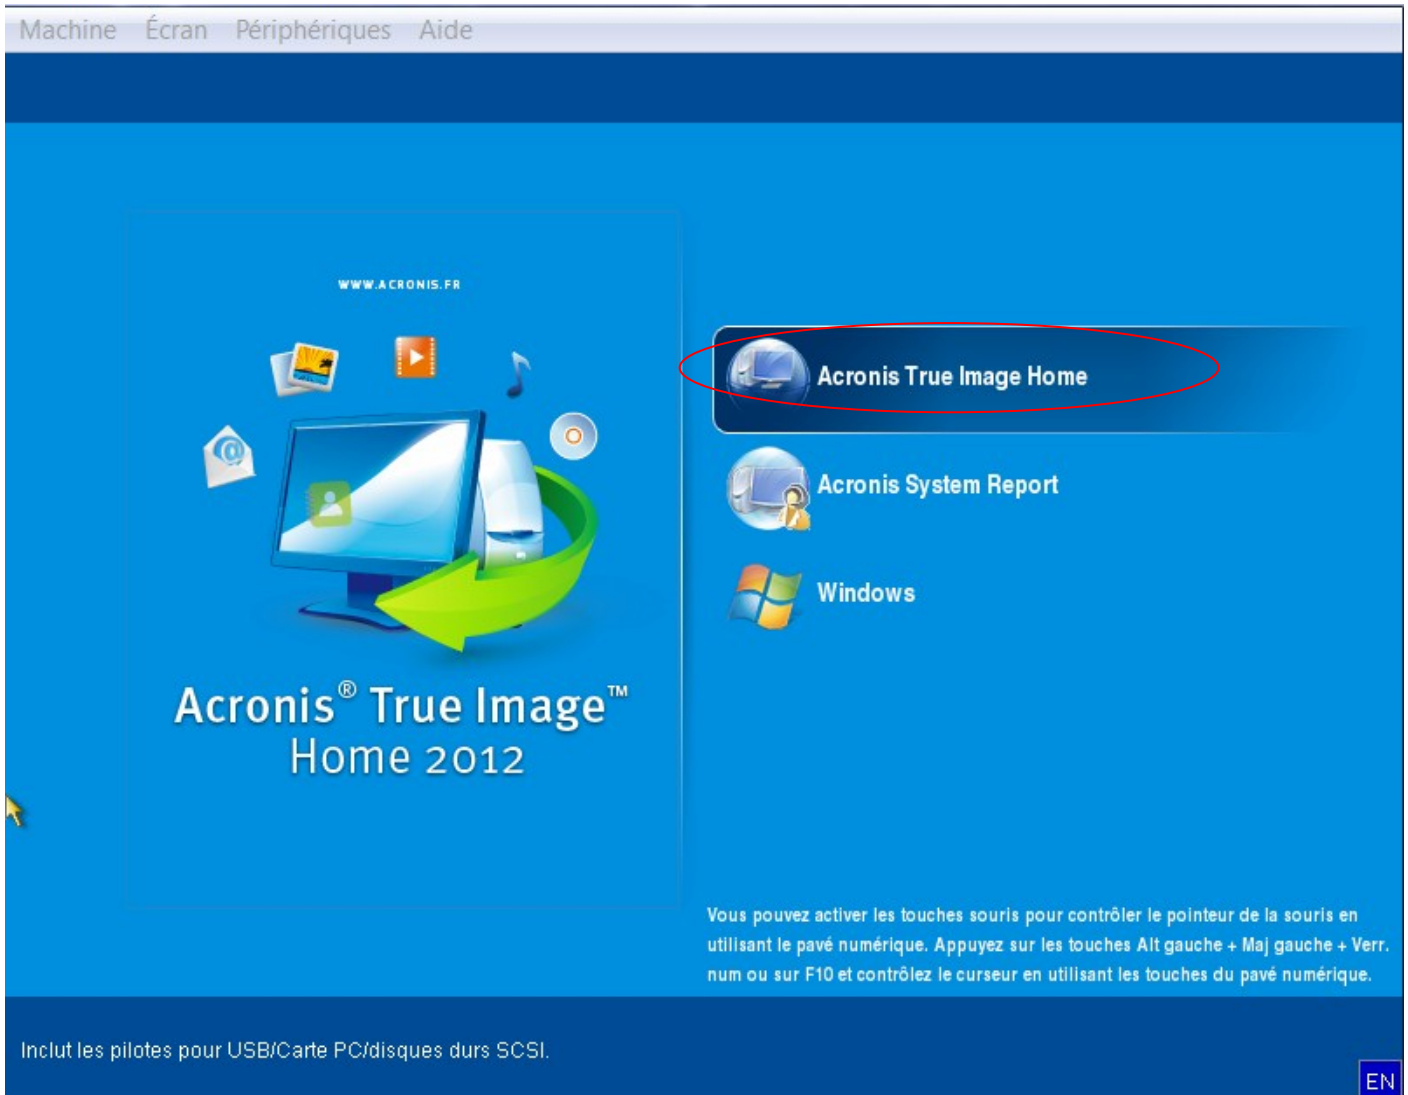 Machine Écran Périphériques Aide
WWW.ACRONIS.FR
Acronis® True Image™
Home 2012
Acronis True Image Home
Acronis System Report
Windows
Vous pouvez activer les touches souris pour contrôler le pointeur de la souris en
utilisant le pavé numérique. Appuyez sur les touches Alt gauche + Maj gauche + Verr.
num ou sur F10 et contrôlez le curseur en utilisant les touches du pavé numérique.
Inclut les pilotes pour USB/Carte PC/disques durs SCSI.
EN